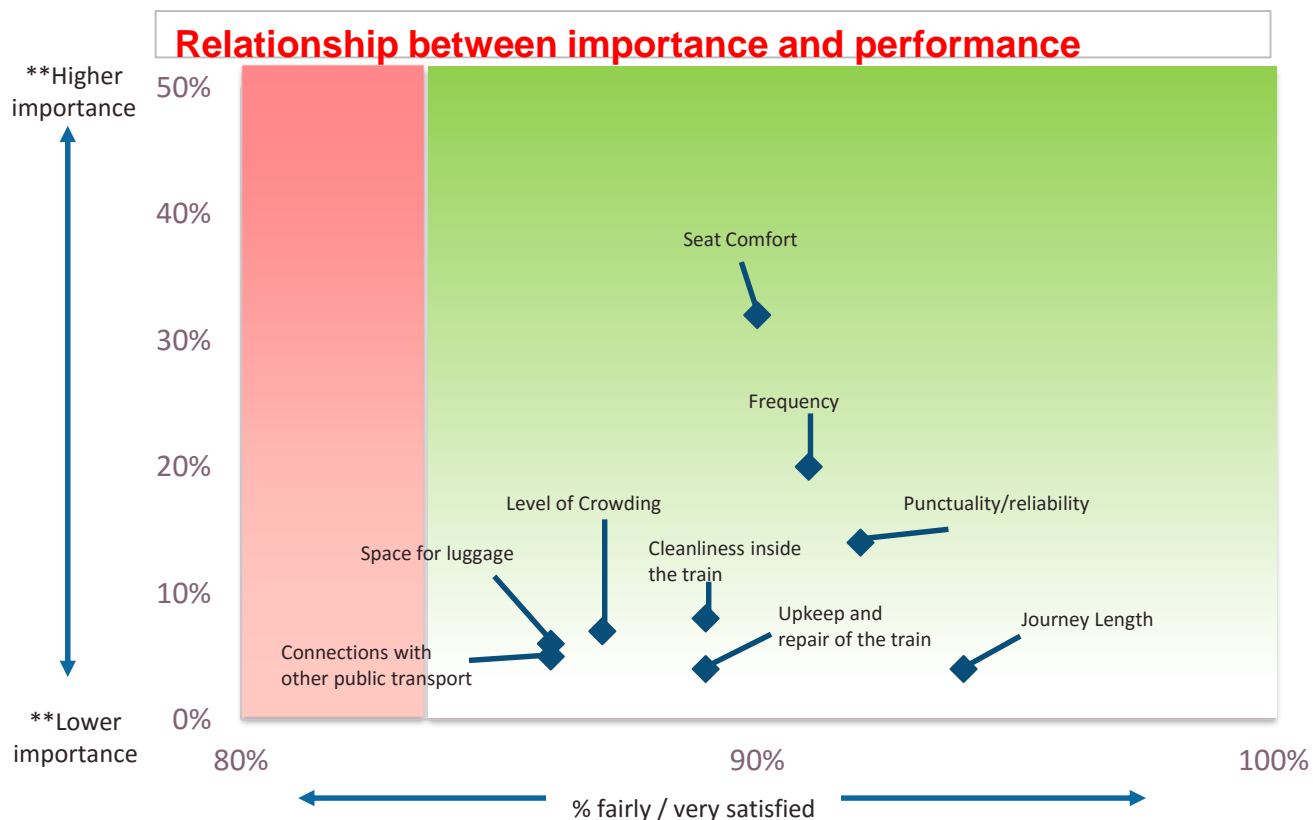 Relationship between importance and performance
**Higher
importance
50%
40%
30%
20%
10%
0%
**Lower
importance
Seat Comfort
Frequency
Level of Crowding
Punctuality/reliability
Space for luggage
Cleanliness inside
the train
Upkeep and
repair of the train
Journey Length
Connections with
other public transport
80%
90%
100%
% fairly / very satisfied